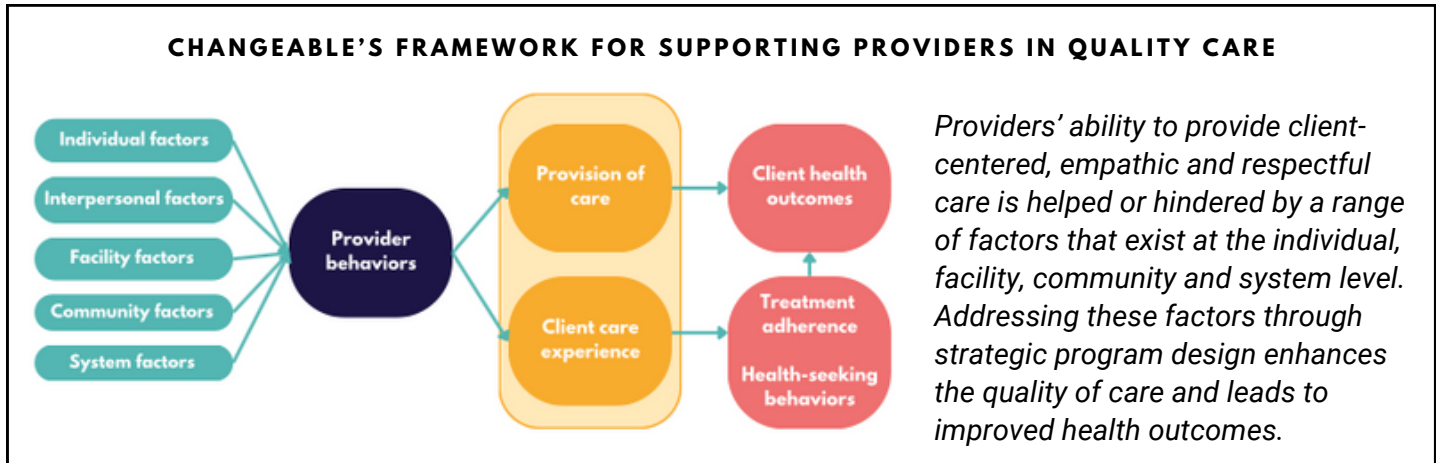 CHANGEABLE'S FRAMEWORK FOR SUPPORTING PROVIDERS IN QUALITY CARE
Individual factors
Interpersonal factors
Facility factors
Community factors
System factors
Provider
behaviors
Provision of
care
Client care
experience
Client health
outcomes
Treatment
adherence
Health-seeking
behaviors
Providers’ ability to provide client-
centered, empathic and respectful
care is helped or hindered by a range
of factors that exist at the individual,
facility, community and system level.
Addressing these factors through
strategic program design enhances
the quality of care and leads to
improved health outcomes.